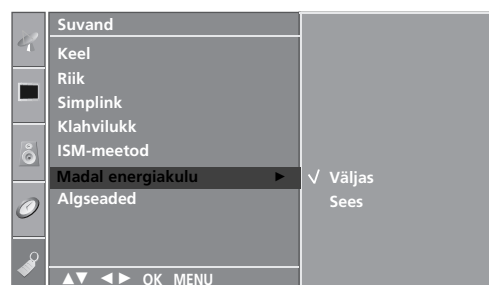 Suvand
Keel
Riik
Simplink
Klahvilukk
ISM-meetod
Madal energiakulu ► √ Väljas
Algseaded Sees
▲▼ ◄► OK MENU